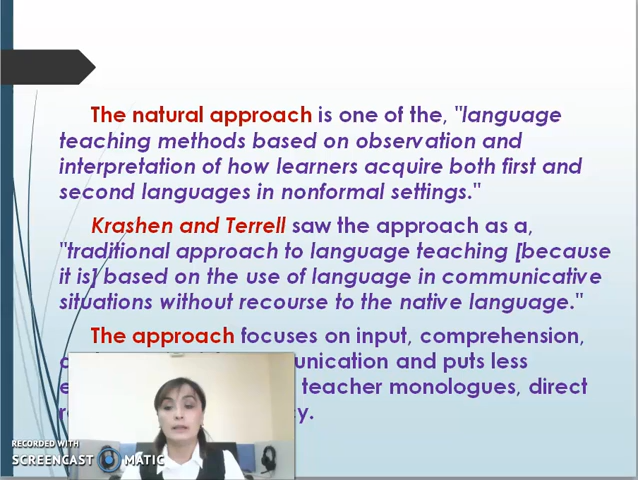 The natural approach is one of the, "language
teaching methods based on observation and
interpretation of how learners acquire both first and
second languages in nonformal settings."
Krashen and Terrell saw the approach as a,
"traditional approach to language teaching [because
it is] based on the use of language in communicative
situations without recourse to the native language."
The approach focuses on input, comprehension,
and puts less
teacher monologues, direct
RECORDED WITH
SCREENCAST MATIC